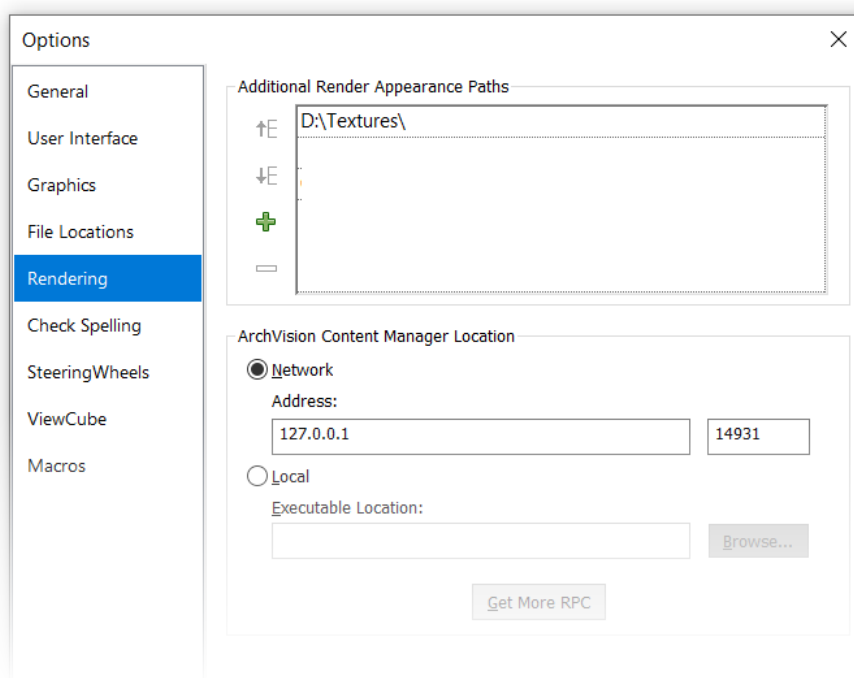 Options
General
User Interface
Graphics
File Locations
Rendering
Check Spelling
SteeringWheels
ViewCube
Macros
Additional Render Appearance Paths
D:\Textures\
ArchVision Content Manager Location
Network
Address:
127.0.0.1 14931
Local
Executable Location:
Browse...
Get More RPC